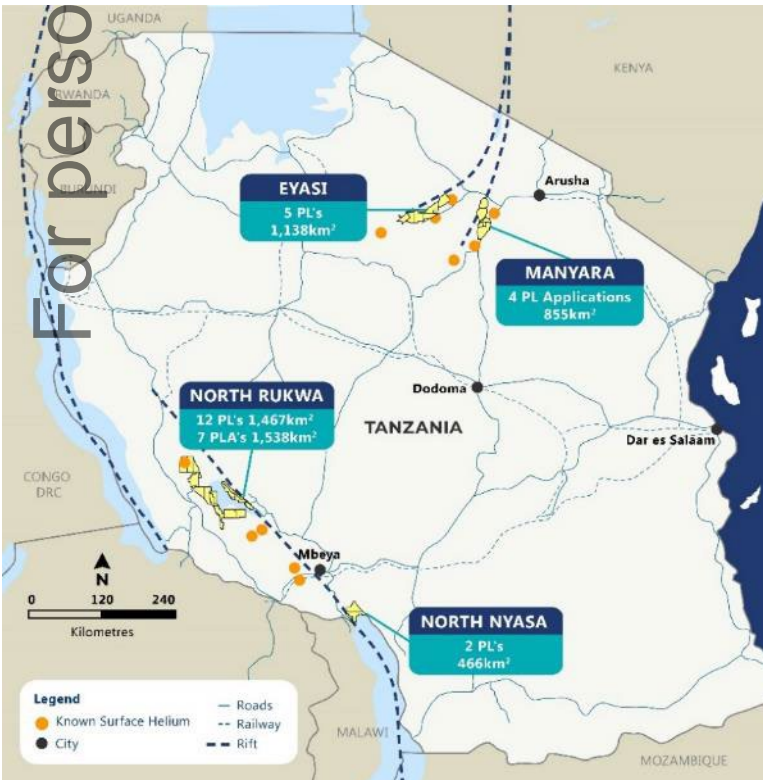 UGANDA
For perso
KENYA
RWANDA
BURUNDI
EYASI
5 PL's
1,138km²
Arusha
MANYARA
4 PL Applications
855km²
NORTH RUKWA
12 PL's 1,467km²
7 PLA's 1,538km²
Dodoma
TANZANIA
Dar es Salaam
CONGO
DRC
Mbeya
N
0 120 240
Kilometres
NORTH NYASA
2 PL's
466km²
Legend
Known Surface Helium
City
Roads
Railway
Rift
MALAWI
MOZAMBIQUE